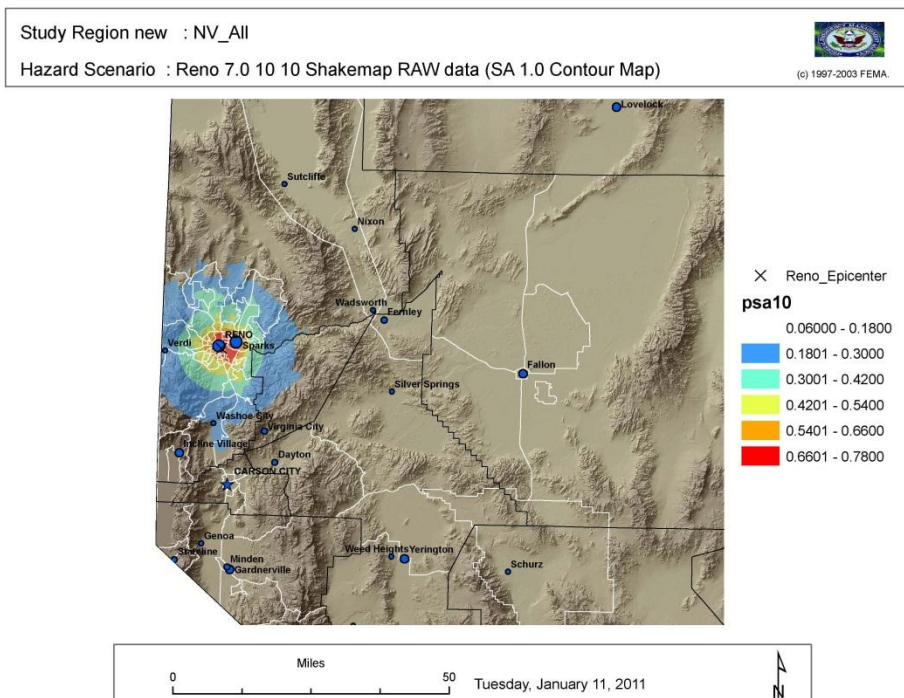 Study Region new : NV_All
Hazard Scenario : Reno 7.0 10 10 Shakemap RAW data (SA 1.0 Contour Map)
(c) 1997-2003 FEMA.
Lovelock
Sutcliffe
Nixon
Wadsworth
Fernley
RENO
Verdi
Sparks
Fallon
Silver Springs
Washoe City
Virginia City
Incline Village
Dayton
CARSON CITY
Genoa
Minden
Gardnerville
Weed Heights
Yerington
Schurz
Reno_Epicenter
psa10
0.06000 - 0.1800
0.1801 - 0.3000
0.3001 - 0.4200
0.4201 - 0.5400
0.5401 - 0.6600
0.6601 - 0.7800
Miles
0
50
Tuesday, January 11, 2011
N